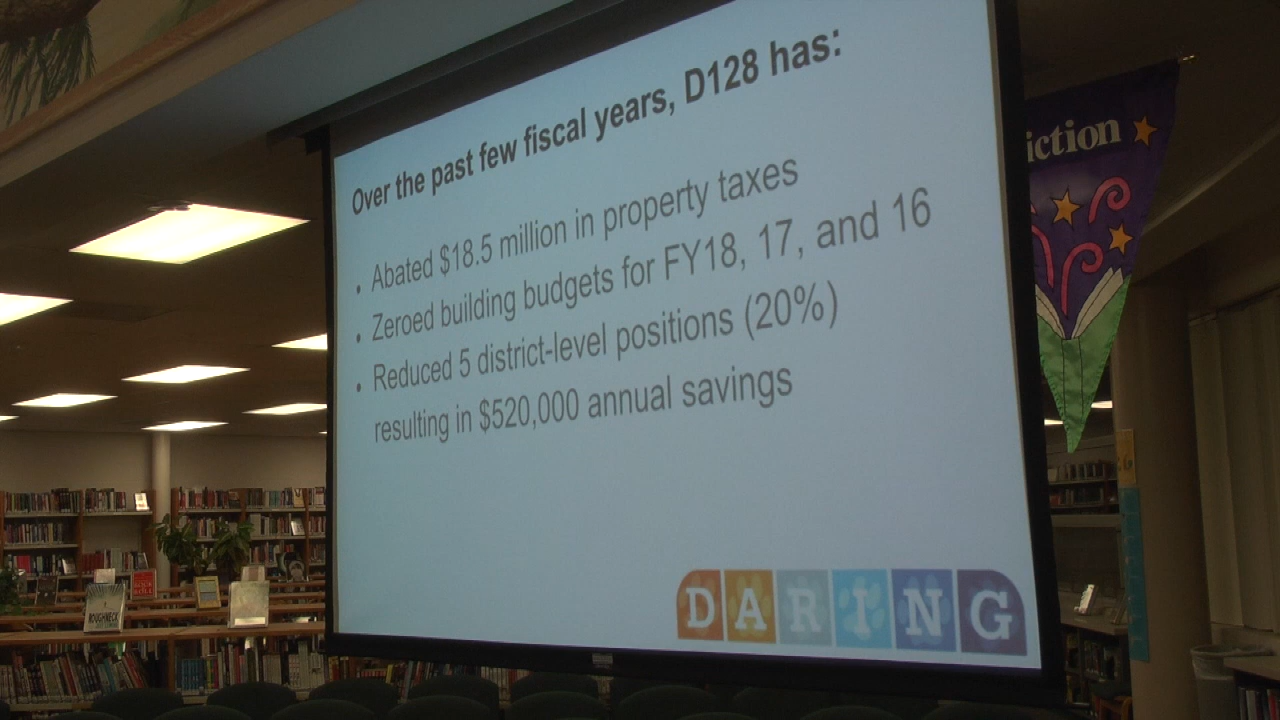 Over the past few fiscal years, D128 has:
• Abated $18.5 million in property taxes
• Zeroed building budgets for FY18, 17, and 16
• Reduced 5 district-level positions (20%)
resulting in $520,000 annual savings
DARING
iction
ROUGHNECK